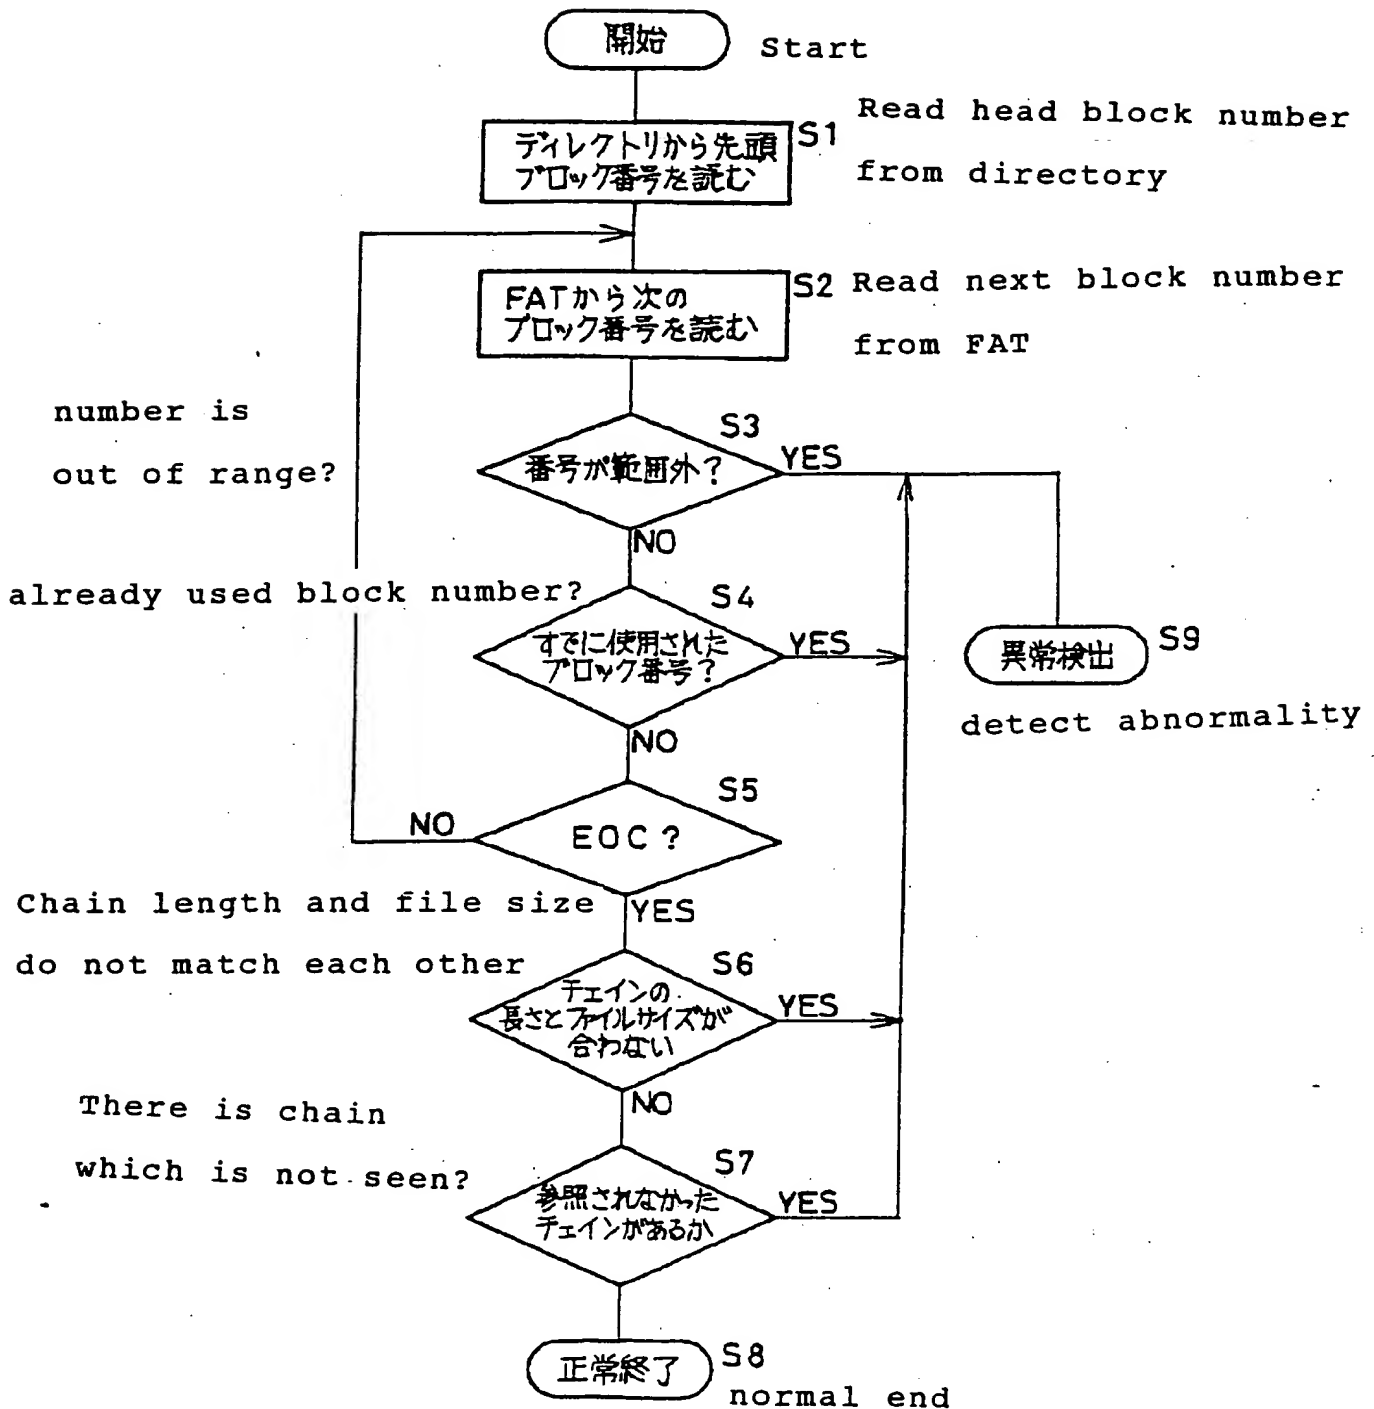 開始
Start
ディレクトリから先頭
ブロック番号を読む
S1
Read head block number
from directory
FATから次の
ブロック番号を読む
S2
Read next block number
from FAT
number is
out of range?
S3
番号が範囲外?
YES
NO
already used block number?
S4
すでに使用された
ブロック番号?
YES
NO
異常検出
S9
detect abnormality
S5
EOC?
NO
YES
Chain length and file size
do not match each other
S6
チェインの
長さとファイルサイズが
合わない
YES
NO
There is chain
which is not seen?
S7
参照されなかった
チェインがあるか
YES
正常終了
S8
normal end